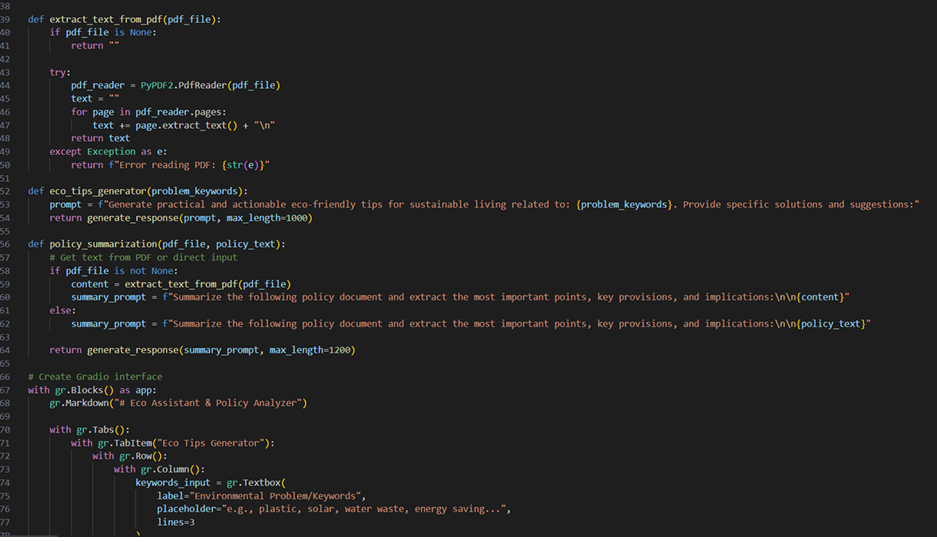 38
39 def extract_text_from_pdf(pdf_file):
40     if pdf_file is None:
41         return ""
42
43     try:
44         pdf_reader = PyPDF2.PdfReader(pdf_file)
45         text = ""
46         for page in pdf_reader.pages:
47             text += page.extract_text() + "\n"
48         return text
49     except Exception as e:
50         return f"Error reading PDF: {str(e)}"
51
52 def eco_tips_generator(problem_keywords):
53     prompt = f"Generate practical and actionable eco-friendly tips for sustainable living related to: {problem_keywords}. Provide specific solutions and suggestions:"
54     return generate_response(prompt, max_length=1000)
55
56 def policy_summarization(pdf_file, policy_text):
57     # Get text from PDF or direct input
58     if pdf_file is not None:
59         content = extract_text_from_pdf(pdf_file)
60         summary_prompt = f"Summarize the following policy document and extract the most important points, key provisions, and implications:\n\n{content}"
61     else:
62         summary_prompt = f"Summarize the following policy document and extract the most important points, key provisions, and implications:\n\n{policy_text}"
63
64     return generate_response(summary_prompt, max_length=1200)
65
66 # Create Gradio interface
67 with gr.Blocks() as app:
68     gr.Markdown("# Eco Assistant & Policy Analyzer")
69
70     with gr.Tabs():
71         with gr.TabItem("Eco Tips Generator"):
72             with gr.Row():
73                 with gr.Column():
74                     keywords_input = gr.Textbox(
75                         label="Environmental Problem/Keywords",
76                         placeholder="e.g., plastic, solar, water waste, energy saving...",
77                         lines=3
78                     )